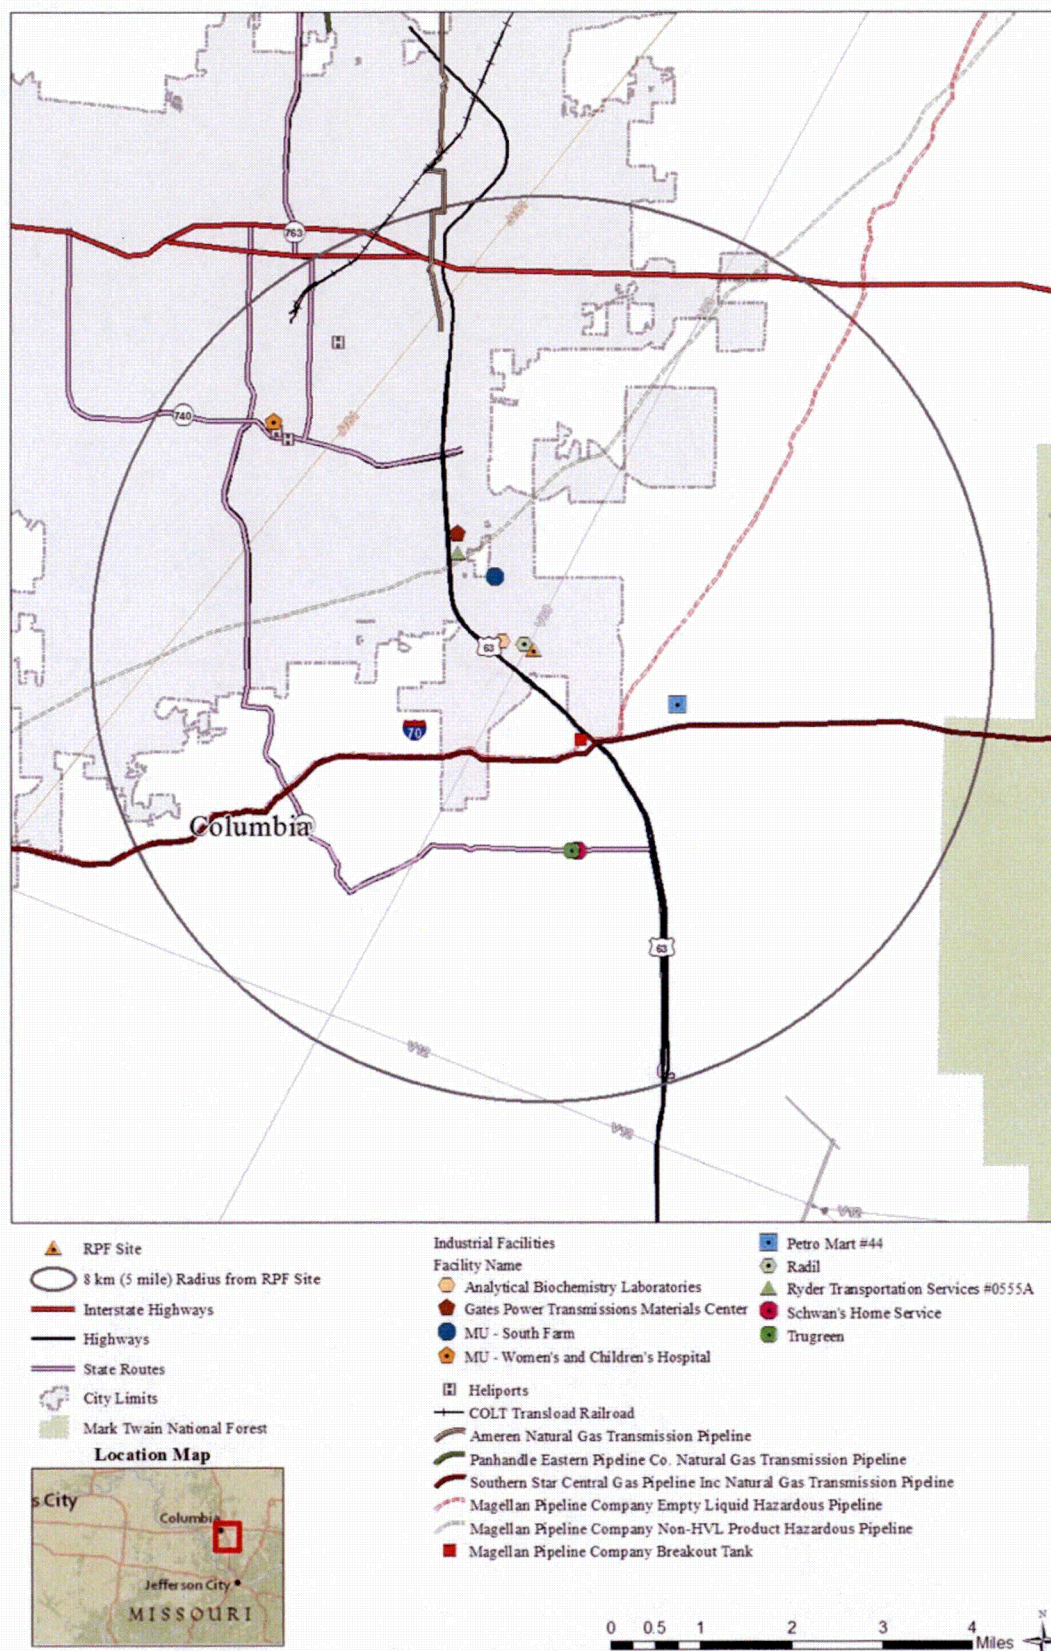 763
H
740
H
H
63
70
Columbia
63
V12
V12
V12
RPF Site
8 km (5 mile) Radius from RPF Site
Interstate Highways
Highways
State Routes
City Limits
Mark Twain National Forest
Location Map
s City
Columbia
Jefferson City
MISSOURI
Industrial Facilities
Facility Name
Analytical Biochemistry Laboratories
Gates Power Transmissions Materials Center
MU - South Farm
MU - Women's and Children's Hospital
Petro Mart #44
Radil
Ryder Transportation Services #0555A
Schwan's Home Service
Trugreen
H Heliports
COLT Transload Railroad
Ameren Natural Gas Transmission Pipeline
Panhandle Eastern Pipeline Co. Natural Gas Transmission Pipeline
Southern Star Central Gas Pipeline Inc Natural Gas Transmission Pipeline
Magellan Pipeline Company Empty Liquid Hazardous Pipeline
Magellan Pipeline Company Non-HVL Product Hazardous Pipeline
Magellan Pipeline Company Breakout Tank
0 0.5 1 2 3 4
Miles
N